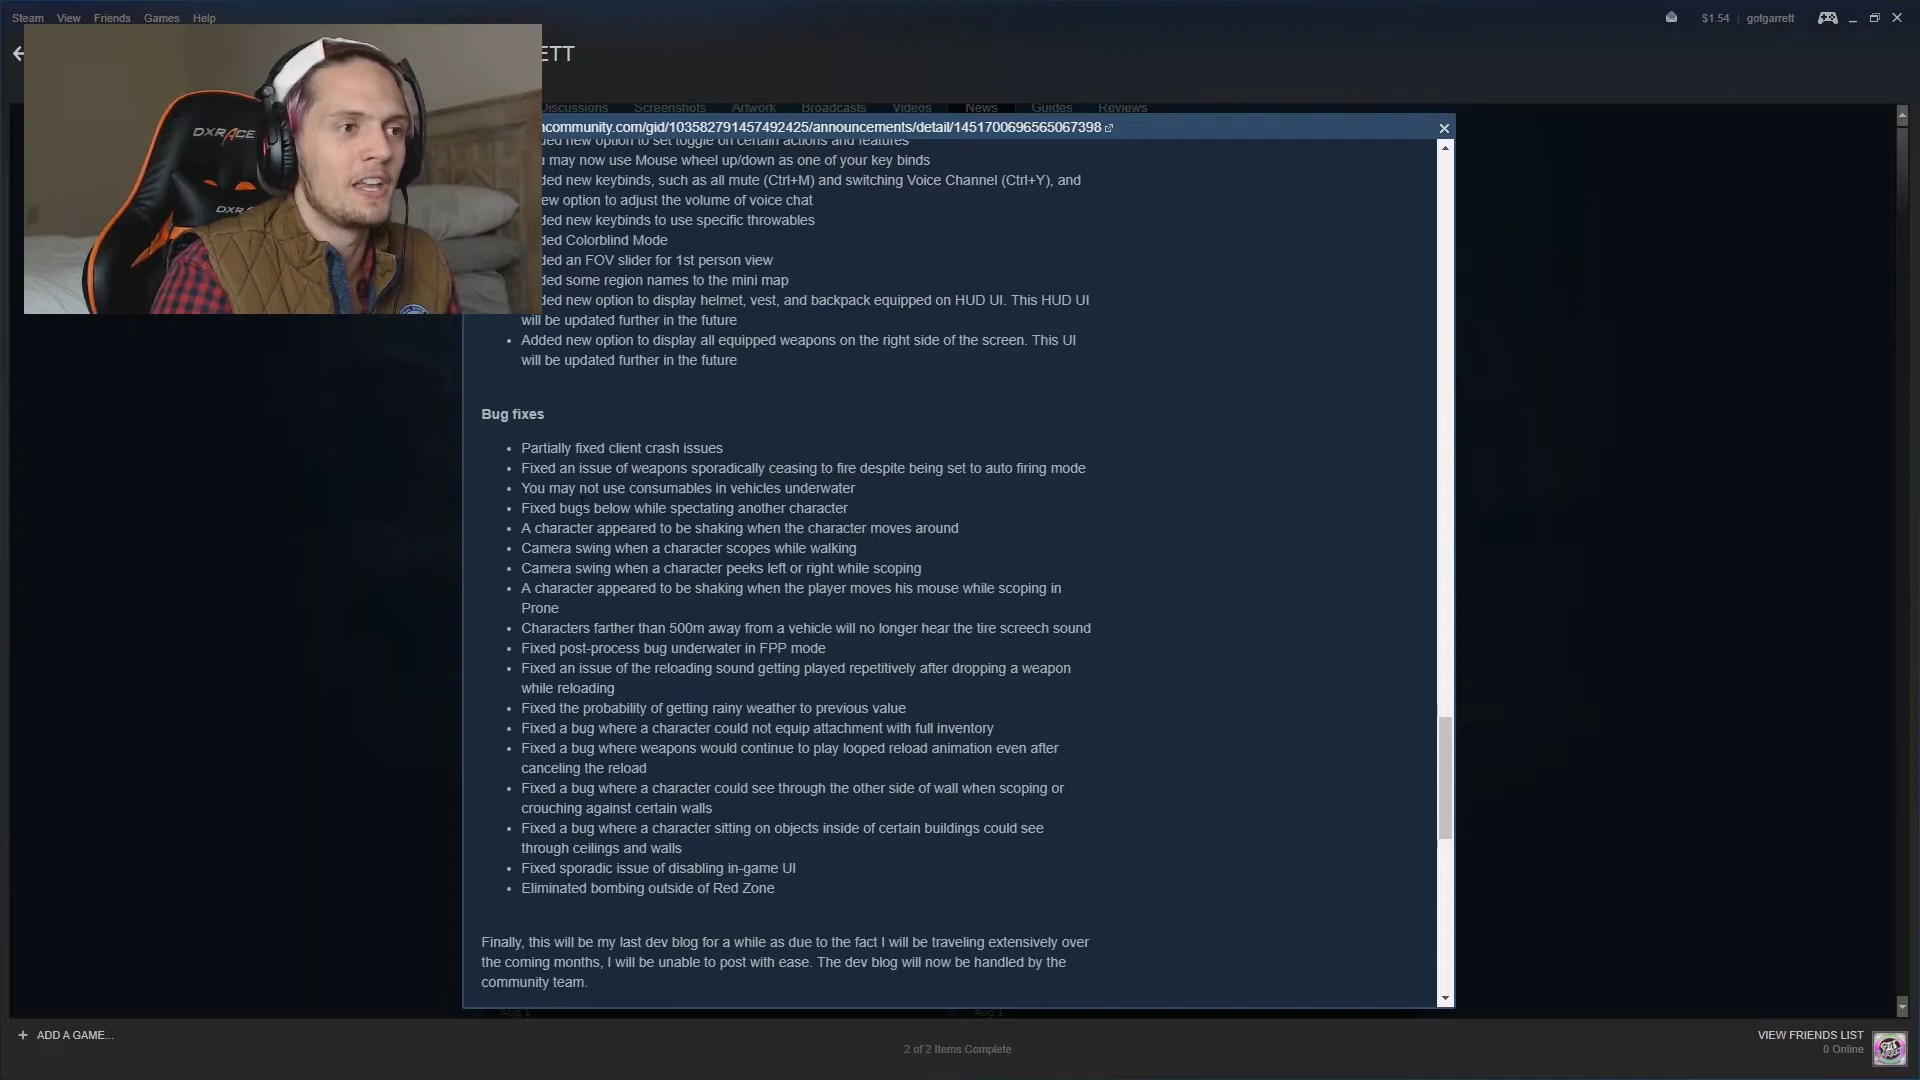 Steam View Friends Games Help
$1.54 gotgarrett
ETT
Discussions Screenshots Artwork Broadcasts Videos News Guides Reviews
ncommunity.com/gid/103582791457492425/announcements/detail/1451700696565067398
ded new option to set toggle on certain actions and features
may now use Mouse wheel up/down as one of your key binds
ded new keybinds, such as all mute (Ctrl+M) and switching Voice Channel (Ctrl+Y), and
ew option to adjust the volume of voice chat
ded new keybinds to use specific throwables
ded Colorblind Mode
ded an FOV slider for 1st person view
ded some region names to the mini map
ded new option to display helmet, vest, and backpack equipped on HUD UI. This HUD UI
will be updated further in the future
• Added new option to display all equipped weapons on the right side of the screen. This UI
will be updated further in the future
Bug fixes
• Partially fixed client crash issues
• Fixed an issue of weapons sporadically ceasing to fire despite being set to auto firing mode
• You may not use consumables in vehicles underwater
• Fixed bugs below while spectating another character
• A character appeared to be shaking when the character moves around
• Camera swing when a character scopes while walking
• Camera swing when a character peeks left or right while scoping
• A character appeared to be shaking when the player moves his mouse while scoping in
Prone
• Characters farther than 500m away from a vehicle will no longer hear the tire screech sound
• Fixed post-process bug underwater in FPP mode
• Fixed an issue of the reloading sound getting played repetitively after dropping a weapon
while reloading
• Fixed the probability of getting rainy weather to previous value
• Fixed a bug where a character could not equip attachment with full inventory
• Fixed a bug where weapons would continue to play looped reload animation even after
canceling the reload
• Fixed a bug where a character could see through the other side of wall when scoping or
crouching against certain walls
• Fixed a bug where a character sitting on objects inside of certain buildings could see
through ceilings and walls
• Fixed sporadic issue of disabling in-game UI
• Eliminated bombing outside of Red Zone
Finally, this will be my last dev blog for a while as due to the fact I will be traveling extensively over
the coming months, I will be unable to post with ease. The dev blog will now be handled by the
community team.
Aug 1 Aug 1
+ ADD A GAME...
2 of 2 Items Complete
VIEW FRIENDS LIST
0 Online
DXRACER
DXR